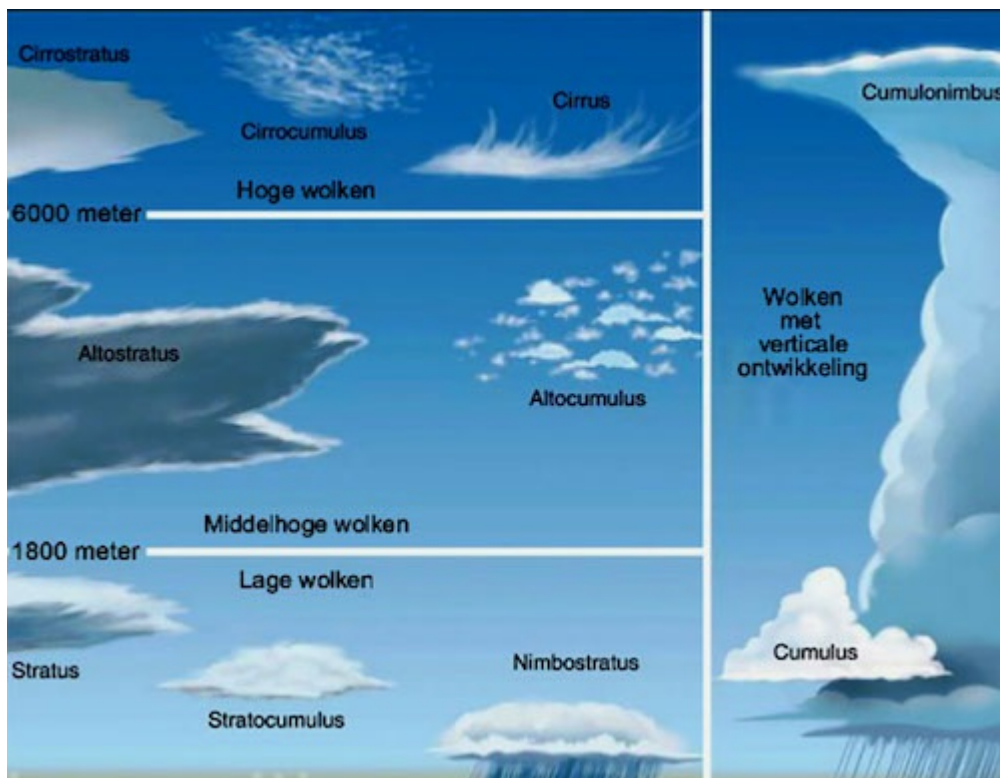 Cirrostratus
Cirrocumulus
Cirrus
Hoge wolken
6000 meter
Altostratus
Altocumulus
Middelhoge wolken
1800 meter
Lage wolken
Stratus
Stratocumulus
Nimbostratus
Cumulonimbus
Wolken
met
verticale
ontwikkeling
Cumulus